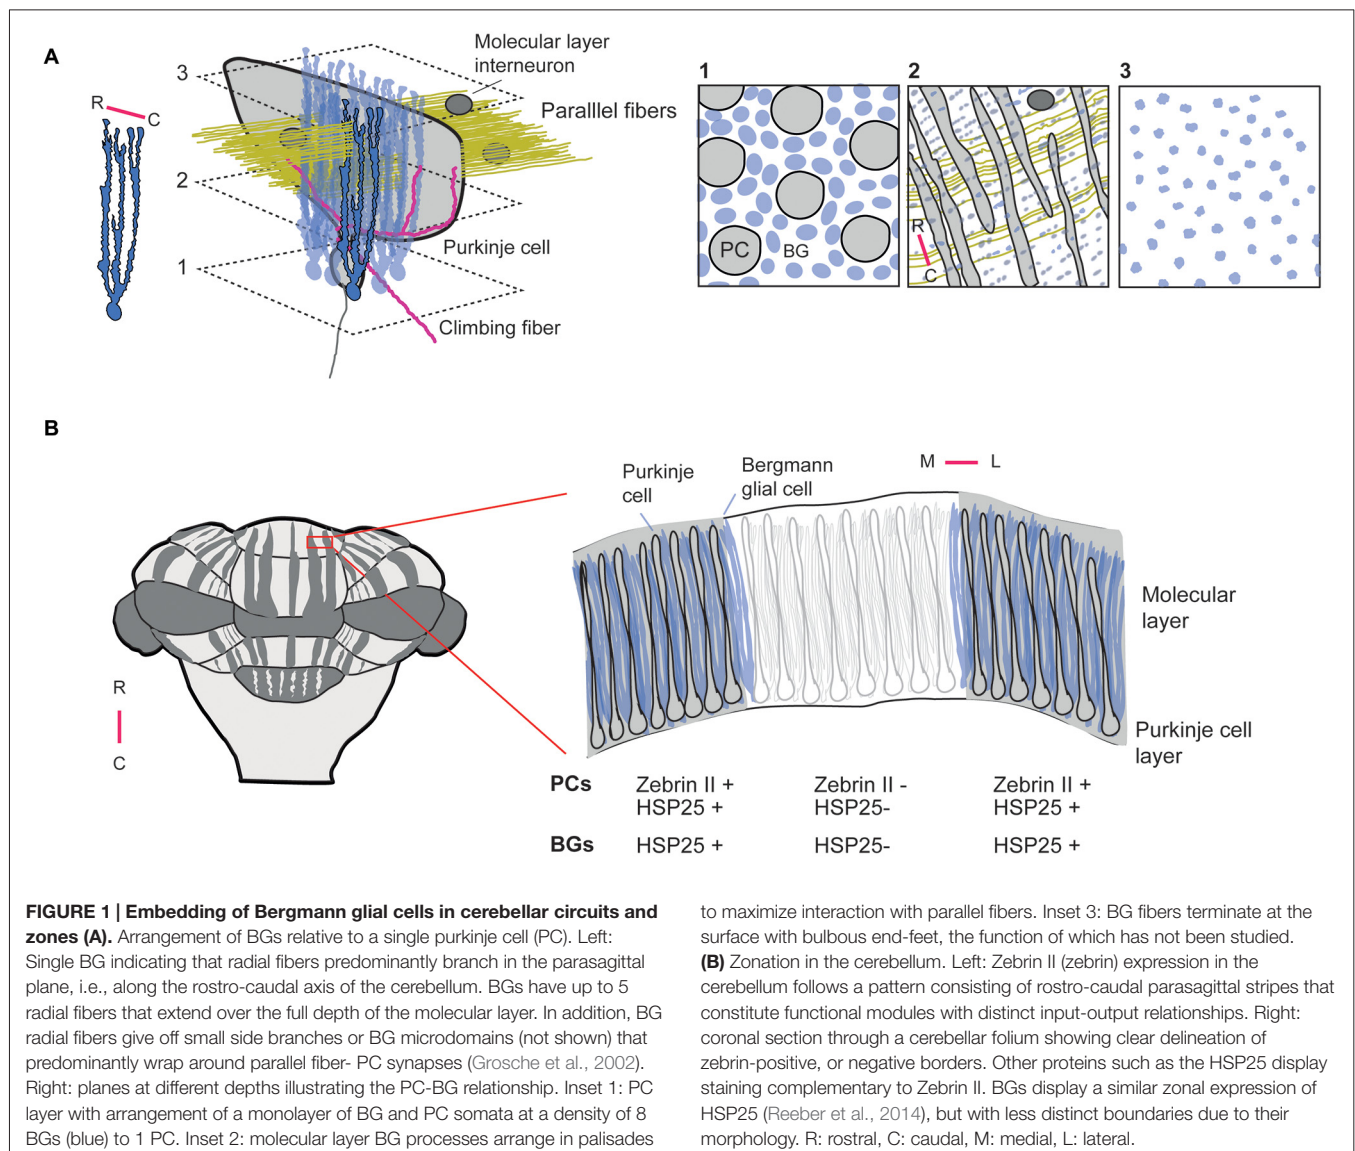 A
R
C
3
2
1
Molecular layer
interneuron
Paralllel fibers
Purkinje cell
Climbing fiber
1
PC
BG
2
R
C
3
B
R
C
Purkinje
cell
Bergmann
glial cell
M
L
Molecular
layer
Purkinje cell
layer
PCs Zebrin II + Zebrin II - Zebrin II +
HSP25 + HSP25- HSP25 +
BGs HSP25 + HSP25- HSP25 +
FIGURE 1 | Embedding of Bergmann glial cells in cerebellar circuits and
zones (A). Arrangement of BGs relative to a single purkinje cell (PC). Left:
Single BG indicating that radial fibers predominantly branch in the parasagittal
plane, i.e., along the rostro-caudal axis of the cerebellum. BGs have up to 5
radial fibers that extend over the full depth of the molecular layer. In addition, BG
radial fibers give off small side branches or BG microdomains (not shown) that
predominantly wrap around parallel fiber- PC synapses (Grosche et al., 2002).
Right: planes at different depths illustrating the PC-BG relationship. Inset 1: PC
layer with arrangement of a monolayer of BG and PC somata at a density of 8
BGs (blue) to 1 PC. Inset 2: molecular layer BG processes arrange in palisades
to maximize interaction with parallel fibers. Inset 3: BG fibers terminate at the
surface with bulbous end-feet, the function of which has not been studied.
(B) Zonation in the cerebellum. Left: Zebrin II (zebrin) expression in the
cerebellum follows a pattern consisting of rostro-caudal parasagittal stripes that
constitute functional modules with distinct input-output relationships. Right:
coronal section through a cerebellar folium showing clear delineation of
zebrin-positive, or negative borders. Other proteins such as the HSP25 display
staining complementary to Zebrin II. BGs display a similar zonal expression of
HSP25 (Reeber et al., 2014), but with less distinct boundaries due to their
morphology. R: rostral, C: caudal, M: medial, L: lateral.